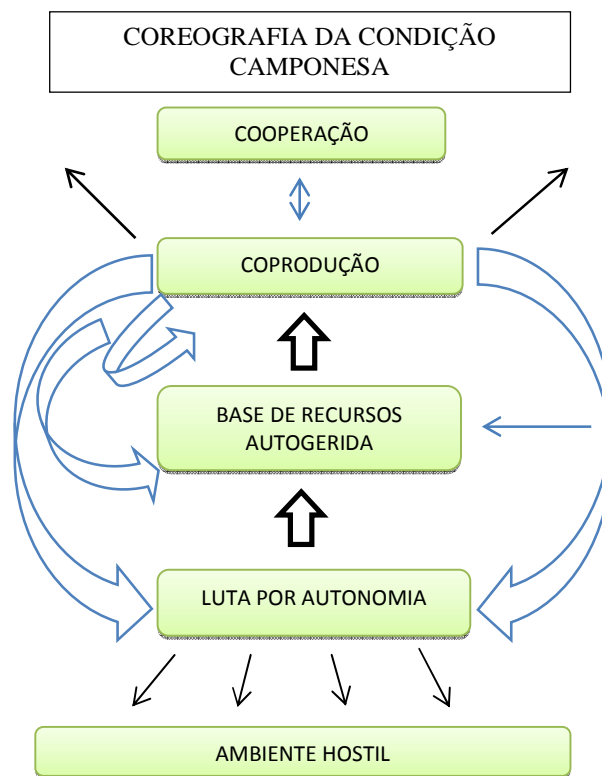 COREOGRAFIA DA CONDIÇÃO
CAMPONESA
COOPERAÇÃO
COPRODUÇÃO
BASE DE RECURSOS
AUTOGERIDA
LUTA POR AUTONOMIA
AMBIENTE HOSTIL